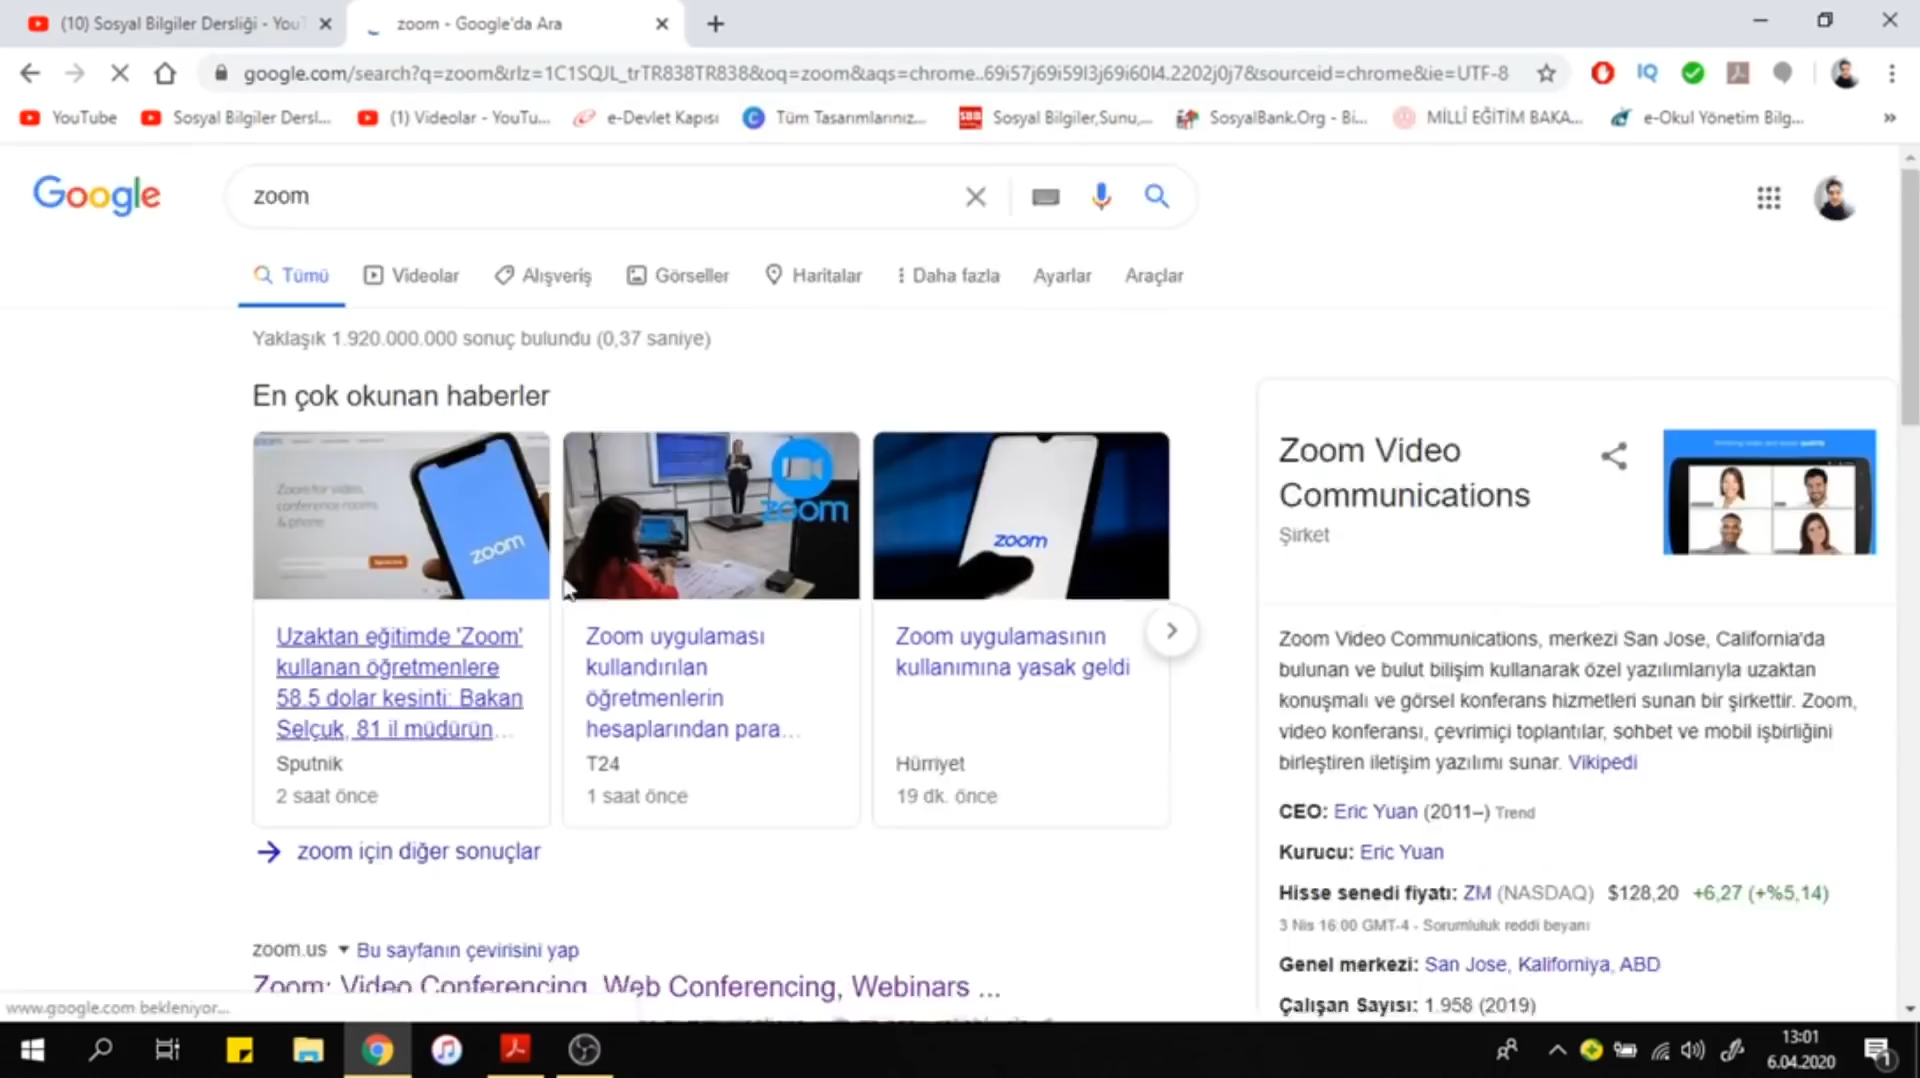 (10) Sosyal Bilgiler Dersliği - You
zoom - Google'da Ara
google.com/search?q=zoom&rlz=1C1SQJL_trTR838TR838&oq=zoom&aqs=chrome..69i57j69i59l3j69i60l4.2202j0j7&sourceid=chrome&ie=UTF-8
IQ
YouTube
Sosyal Bilgiler Dersl...
(1) Videolar - YouTu...
e-Devlet Kapısı
Tüm Tasarımlarınız...
SBB
Sosyal Bilgiler,Sunu,...
SosyalBank.Org - Bi...
MİLLÎ EĞİTİM BAKA...
e-Okul Yönetim Bilg...
Google
zoom
Tümü
Videolar
Alışveriş
Görseller
Haritalar
Daha fazla
Ayarlar
Araçlar
Yaklaşık 1.920.000.000 sonuç bulundu (0,37 saniye)
En çok okunan haberler
Zoom for video,
conference rooms
& phone
zoom
zoom
zoom
Uzaktan eğitimde 'Zoom'
kullanan öğretmenlere
58.5 dolar kesinti: Bakan
Selçuk, 81 il müdürün...
Sputnik
2 saat önce
Zoom uygulaması
kullandırılan
öğretmenlerin
hesaplarından para...
T24
1 saat önce
Zoom uygulamasının
kullanımına yasak geldi
Hürriyet
19 dk. önce
zoom için diğer sonuçlar
zoom.us
Bu sayfanın çevirisini yap
Zoom: Video Conferencing, Web Conferencing, Webinars ...
Zoom Video
Communications
Şirket
Zoom Video Communications, merkezi San Jose, California'da
bulunan ve bulut bilişim kullanarak özel yazılımlarıyla uzaktan
konuşmalı ve görsel konferans hizmetleri sunan bir şirkettir. Zoom,
video konferansı, çevrimiçi toplantılar, sohbet ve mobil işbirliğini
birleştiren iletişim yazılımı sunar. Vikipedi
CEO: Eric Yuan (2011–) Trend
Kurucu: Eric Yuan
Hisse senedi fiyatı: ZM (NASDAQ) $128,20 +6,27 (+%5,14)
3 Nis 16:00 GMT-4 - Sorumluluk reddi beyanı
Genel merkezi: San Jose, Kaliforniya, ABD
Çalışan Sayısı: 1.958 (2019)
www.google.com bekleniyor...
13:01
6.04.2020
1